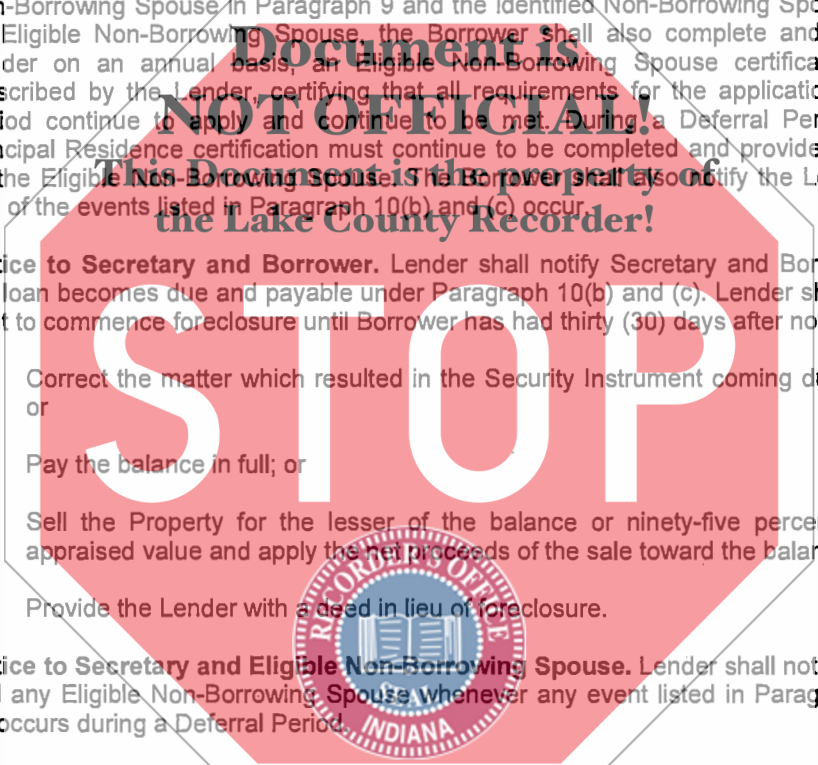 n-Borrowing Spouse in Paragraph 9 and the identified Non-Borrowing Spo
Eligible Non-Borrowing Spouse, the Borrower shall also complete and
der on an annual basis, an Eligible Non-Borrowing Spouse certifica
scribed by the Lender, certifying that all requirements for the applicatio
iod continue to apply and continue to be met. During a Deferral Per
ncipal Residence certification must continue to be completed and provide
the Eligible Non-Borrowing Spouse. The Borrower shall also notify the L
of the events listed in Paragraph 10(b) and (c) occur.
Document is
NOT OFFICIAL!
This Document is the property of
the Lake County Recorder!
ice to Secretary and Borrower. Lender shall notify Secretary and Bor
loan becomes due and payable under Paragraph 10(b) and (c). Lender sh
t to commence foreclosure until Borrower has had thirty (30) days after no
STOP
Correct the matter which resulted in the Security Instrument coming d
or
Pay the balance in full; or
Sell the Property for the lesser of the balance or ninety-five perce
appraised value and apply the net proceeds of the sale toward the balan
Provide the Lender with a deed in lieu of foreclosure.
RECORDER'S OFFICE
INDIANA
ice to Secretary and Eligible Non-Borrowing Spouse. Lender shall not
any Eligible Non-Borrowing Spouse whenever any event listed in Parag
occurs during a Deferral Period.